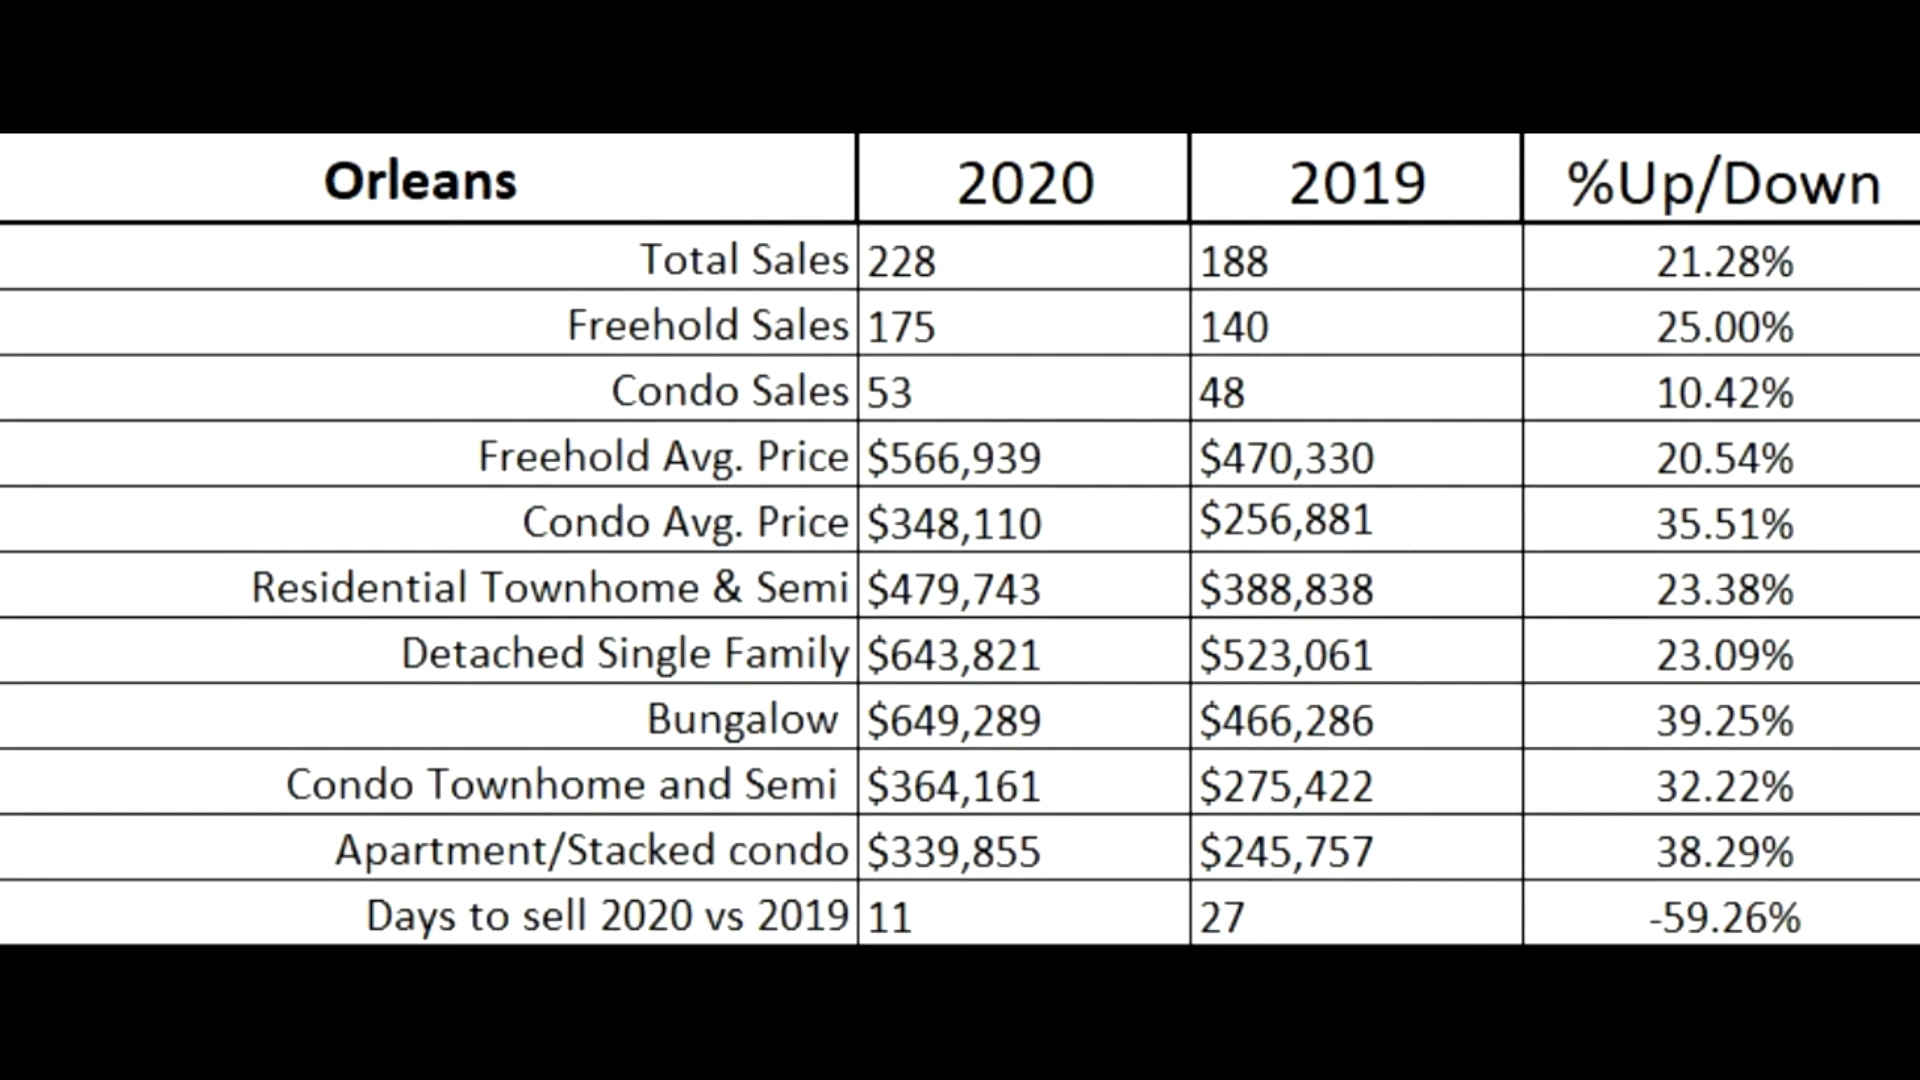 Orleans 2020 2019 %Up/Down
Total Sales 228 188 21.28%
Freehold Sales 175 140 25.00%
Condo Sales 53 48 10.42%
Freehold Avg. Price $566,939 $470,330 20.54%
Condo Avg. Price $348,110 $256,881 35.51%
Residential Townhome & Semi $479,743 $388,838 23.38%
Detached Single Family $643,821 $523,061 23.09%
Bungalow $649,289 $466,286 39.25%
Condo Townhome and Semi $364,161 $275,422 32.22%
Apartment/Stacked condo $339,855 $245,757 38.29%
Days to sell 2020 vs 2019 11 27 -59.26%